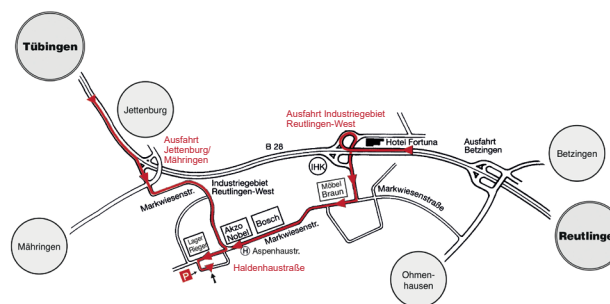 Tübingen
Jettenburg
Ausfahrt
Jettenburg/
Mähringen
Ausfahrt Industriegebiet
Reutlingen-West
B 28
Hotel Fortuna
Ausfahrt
Betzingen
Betzingen
IHK
Industriegebiet
Reutlingen-West
Möbel
Braun
Markwiesenstraße
Markwiesenstr.
Mähringen
Lager
Rieger
Akzo
Nobel
Bosch
Markwiesenstr.
H Aspenhaustr.
Haldenhaustraße
P
Ohmen-
hausen
Reutlinge